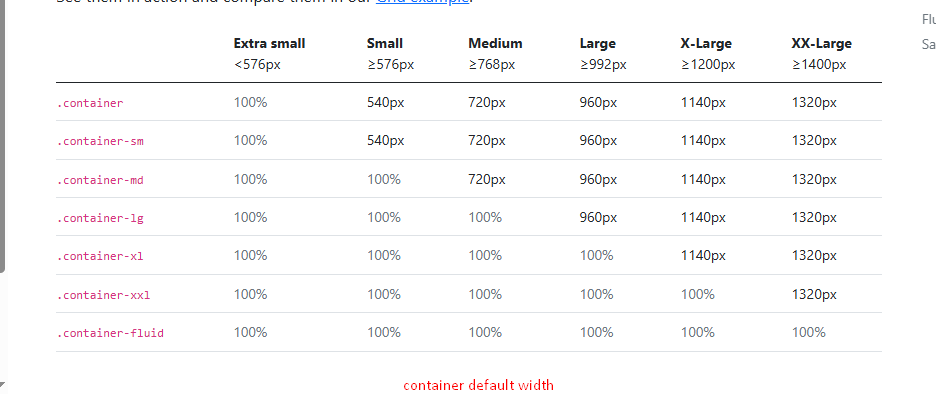 See them in action and compare them in our Grid example.
Flu
Sa
Extra small Small Medium Large X-Large XX-Large
<576px ≥576px ≥768px ≥992px ≥1200px ≥1400px
.container 100% 540px 720px 960px 1140px 1320px
.container-sm 100% 540px 720px 960px 1140px 1320px
.container-md 100% 100% 720px 960px 1140px 1320px
.container-lg 100% 100% 100% 960px 1140px 1320px
.container-xl 100% 100% 100% 100% 1140px 1320px
.container-xxl 100% 100% 100% 100% 100% 1320px
.container-fluid 100% 100% 100% 100% 100% 100%
container default width